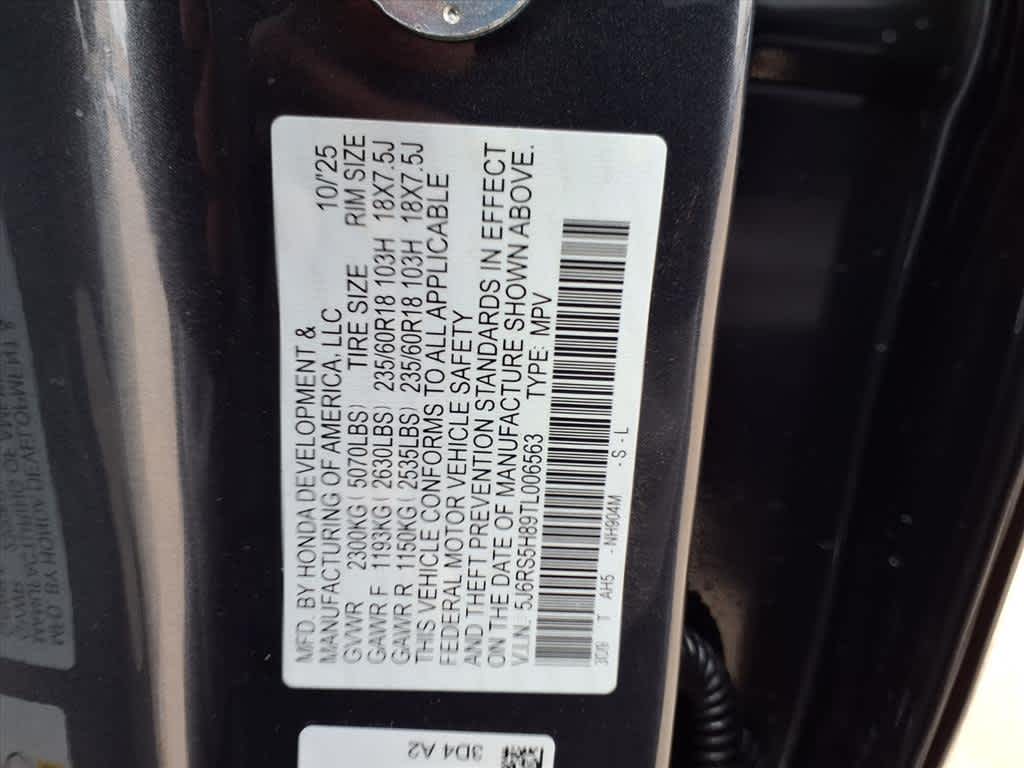 MFD. BY HONDA DEVELOPMENT &
MANUFACTURING OF AMERICA, LLC 10/'25
GVWR 2300KG ( 5070LBS) TIRE SIZE RIM SIZE
GAWR F 1193KG ( 2630LBS) 235/60R18 103H 18X7.5J
GAWR R 1150KG ( 2535LBS) 235/60R18 103H 18X7.5J
THIS VEHICLE CONFORMS TO ALL APPLICABLE
FEDERAL MOTOR VEHICLE SAFETY
AND THEFT PREVENTION STANDARDS IN EFFECT
ON THE DATE OF MANUFACTURE SHOWN ABOVE.
V.I.N.: 5J6RS5H89TL006563 TYPE: MPV
3D9 T AH5 -NH904M -S-L
3D4 A2